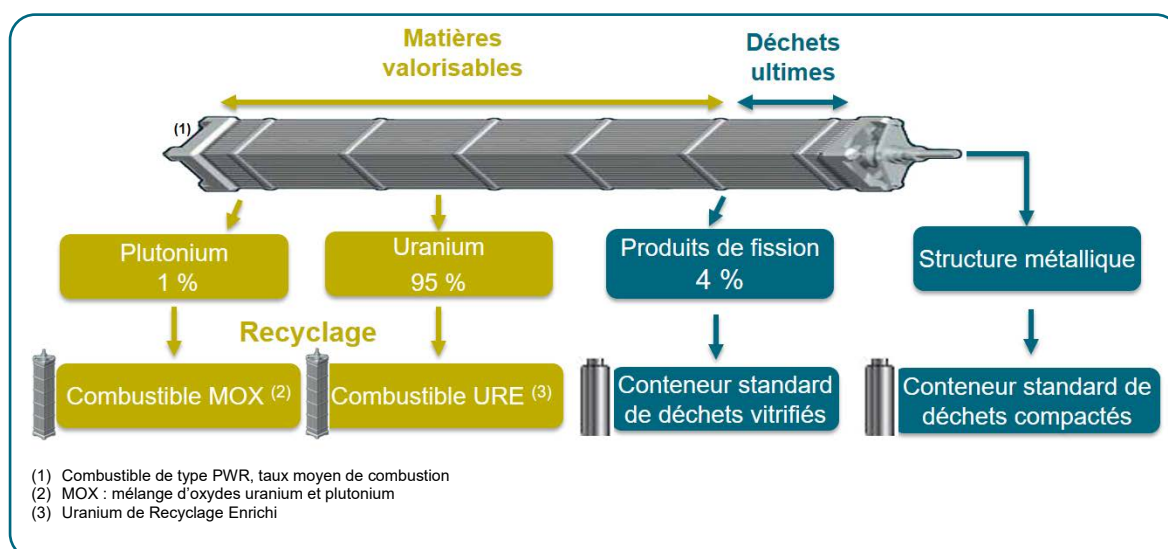 Matières
valorisables
Déchets
ultimes
(1)
Plutonium
1 %
Uranium
95 %
Produits de fission
4 %
Structure métallique
Recyclage
Combustible MOX (2)
Combustible URE (3)
Conteneur standard
de déchets vitrifiés
Conteneur standard de
déchets compactés
(1) Combustible de type PWR, taux moyen de combustion
(2) MOX : mélange d'oxydes uranium et plutonium
(3) Uranium de Recyclage Enrichi